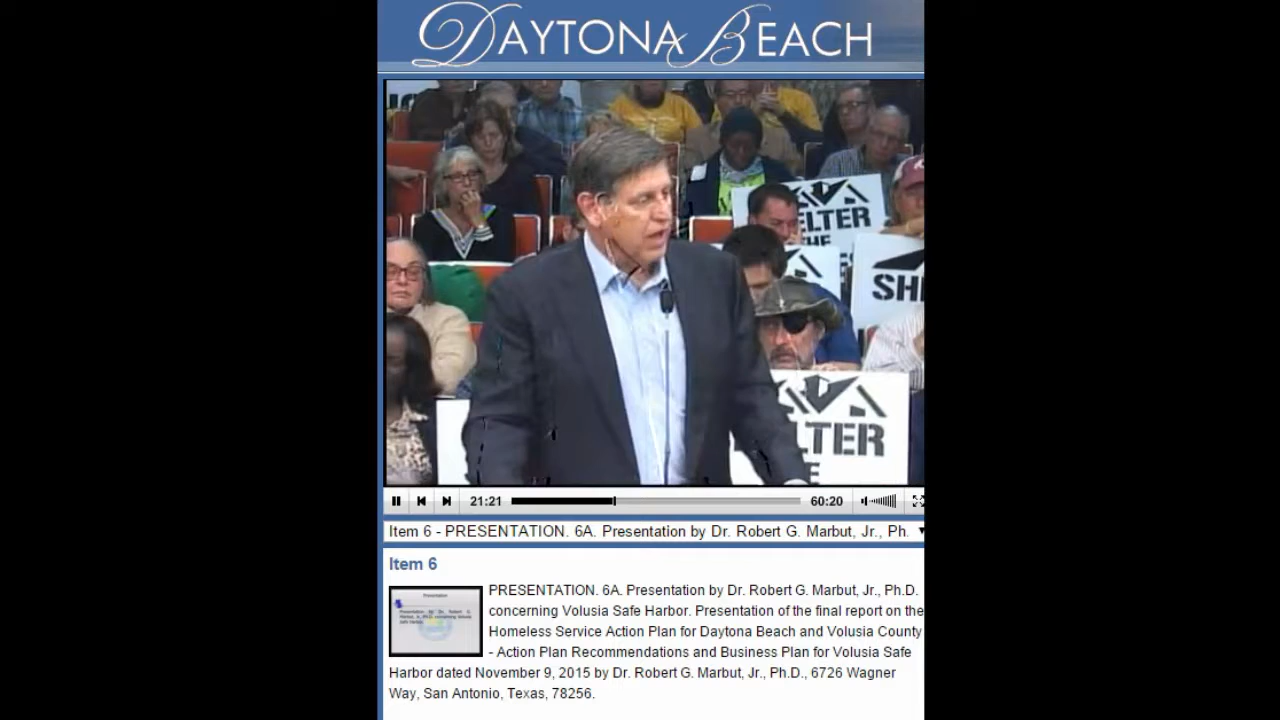 DAYTONA BEACH
ELTER
THE
SHE
LTER
21:21
60:20
Item 6 - PRESENTATION. 6A. Presentation by Dr. Robert G. Marbut, Jr., Ph.
Item 6
PRESENTATION. 6A. Presentation by Dr. Robert G. Marbut, Jr., Ph.D.
concerning Volusia Safe Harbor. Presentation of the final report on the
Homeless Service Action Plan for Daytona Beach and Volusia County
- Action Plan Recommendations and Business Plan for Volusia Safe
Harbor dated November 9, 2015 by Dr. Robert G. Marbut, Jr., Ph.D., 6726 Wagner
Way, San Antonio, Texas, 78256.